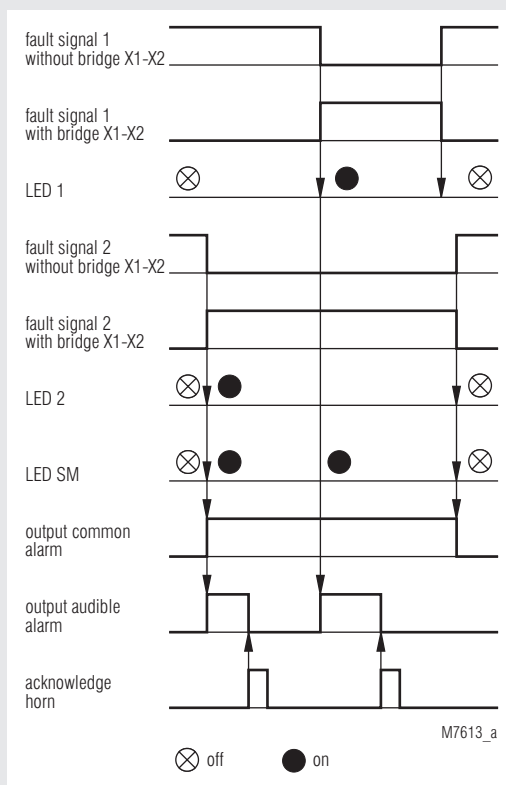 fault signal 1
without bridge X1-X2
fault signal 1
with bridge X1-X2
LED 1
fault signal 2
without bridge X1-X2
fault signal 2
with bridge X1-X2
LED 2
LED SM
output common
alarm
output audible
alarm
acknowledge
horn
M7613_a
off
on